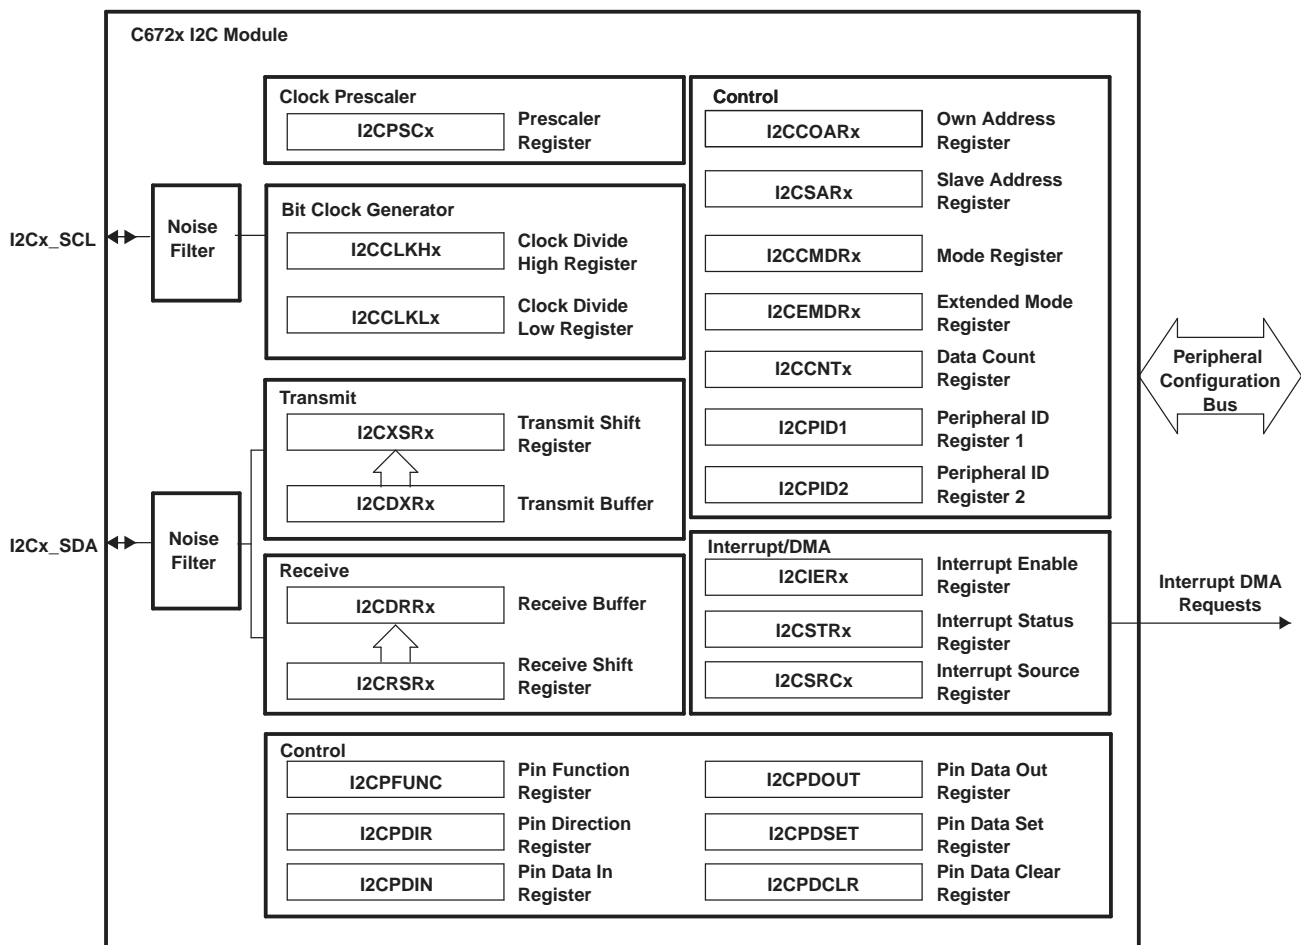 C672x I2C Module
Clock Prescaler
I2CPSCx
Prescaler
Register
I2Cx_SCL
Noise
Filter
Bit Clock Generator
I2CCLKHx
Clock Divide
High Register
I2CCLKLx
Clock Divide
Low Register
Transmit
I2CXSRx
Transmit Shift
Register
I2CDXRx
Transmit Buffer
I2Cx_SDA
Noise
Filter
Receive
I2CDRRx
Receive Buffer
I2CRSRx
Receive Shift
Register
Control
I2CCOARx
Own Address
Register
I2CSARx
Slave Address
Register
I2CCMDRx
Mode Register
I2CEMDRx
Extended Mode
Register
I2CCNTx
Data Count
Register
I2CPID1
Peripheral ID
Register 1
I2CPID2
Peripheral ID
Register 2
Peripheral
Configuration
Bus
Interrupt/DMA
I2CIERx
Interrupt Enable
Register
I2CSTRx
Interrupt Status
Register
I2CSRCx
Interrupt Source
Register
Interrupt DMA
Requests
Control
I2CPFUNC
Pin Function
Register
I2CPDIR
Pin Direction
Register
I2CPDIN
Pin Data In
Register
I2CPDOUT
Pin Data Out
Register
I2CPDSET
Pin Data Set
Register
I2CPDCLR
Pin Data Clear
Register